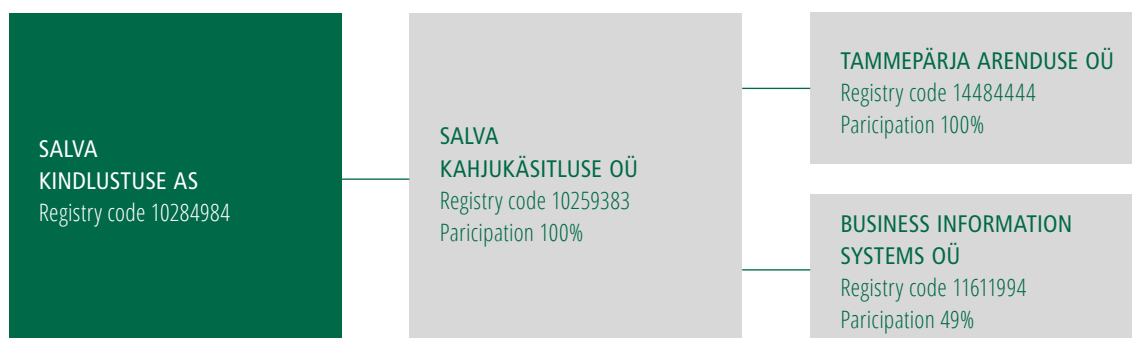 SALVA
KINDLUSTUSE AS
Registry code 10284984
SALVA
KAHJUKÄSITLUSE OÜ
Registry code 10259383
Paricipation 100%
TAMMEPÄRJA ARENDUSE OÜ
Registry code 14484444
Paricipation 100%
BUSINESS INFORMATION
SYSTEMS OÜ
Registry code 11611994
Paricipation 49%